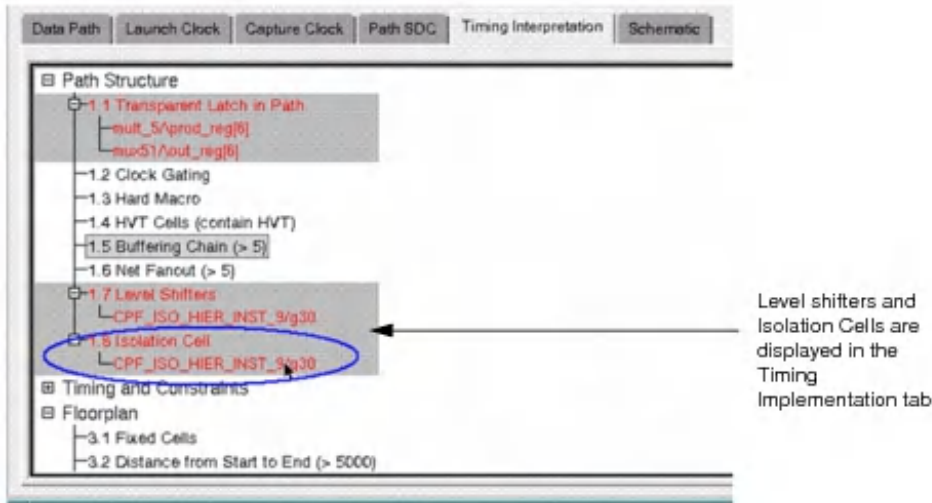 Data Path Launch Clock Capture Clock Path SDC Timing Interpretation Schematic
Path Structure
1.1 Transparent Latch in Path
mult_5/\prod_reg[6]
mux51/\out_reg[6]
1.2 Clock Gating
1.3 Hard Macro
1.4 HVT Cells (contain HVT)
1.5 Buffering Chain (> 5)
1.6 Net Fanout (> 5)
1.7 Level Shifters
CPF_ISO_HIER_INST_9/g30
1.8 Isolation Cell
CPF_ISO_HIER_INST_9/g30
Timing and Constraints
Floorplan
3.1 Fixed Cells
3.2 Distance from Start to End (> 5000)
Level shifters and
Isolation Cells are
displayed in the
Timing
Implementation tab